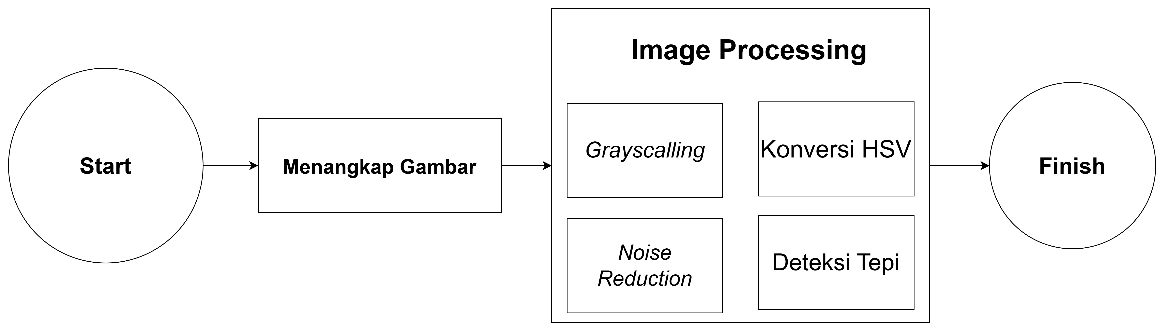 Start
Menangkap Gambar
Image Processing
Grayscalling
Konversi HSV
Noise
Reduction
Deteksi Tepi
Finish